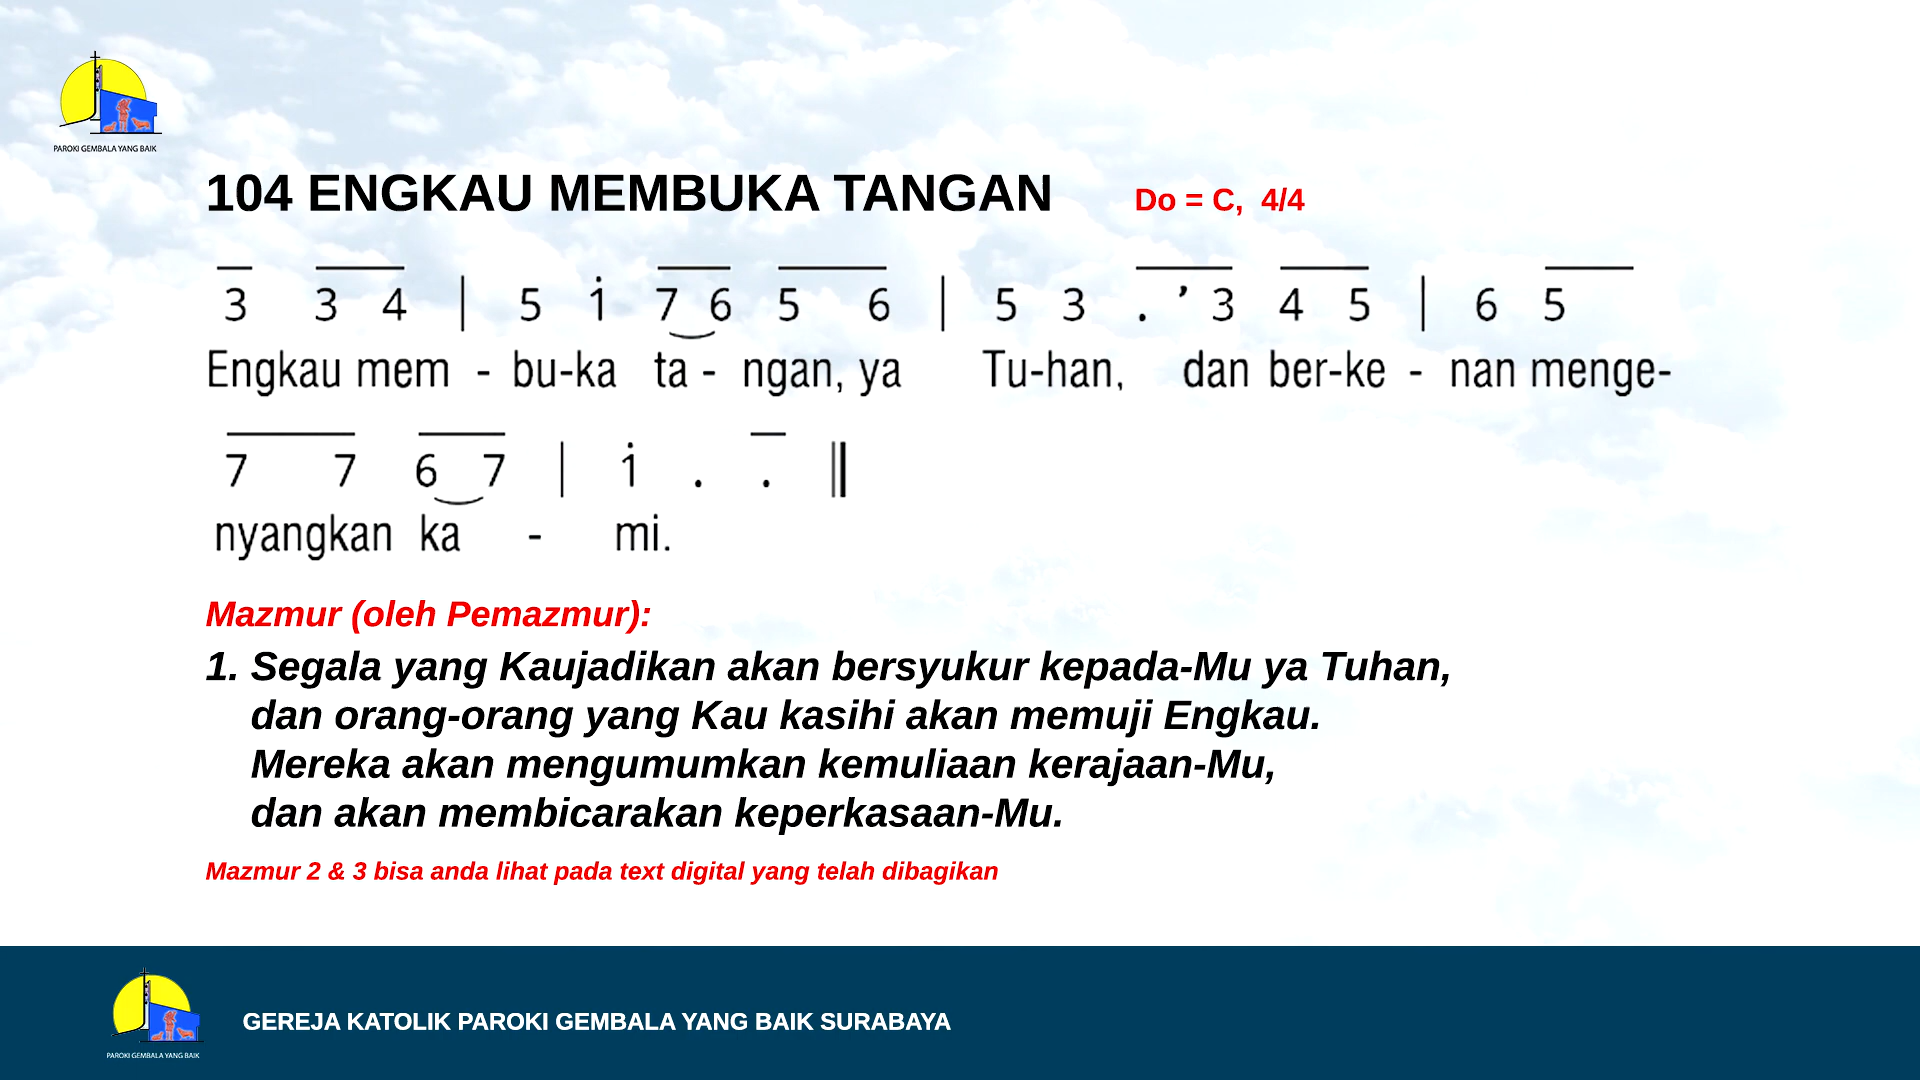 PAROKI GEMBALA YANG BAIK
104 ENGKAU MEMBUKA TANGAN Do = C, 4/4
3 3 4 | 5 i 7 6 5 6 | 5 3 . ’ 3 4 5 | 6 5
Engkau mem - bu-ka ta - ngan, ya Tu-han, dan ber-ke - nan menge-
7 7 6 7 | i . . ||
nyangkan ka - mi.
Mazmur (oleh Pemazmur):
1. Segala yang Kaujadikan akan bersyukur kepada-Mu ya Tuhan,
dan orang-orang yang Kau kasihi akan memuji Engkau.
Mereka akan mengumumkan kemuliaan kerajaan-Mu,
dan akan membicarakan keperkasaan-Mu.
Mazmur 2 & 3 bisa anda lihat pada text digital yang telah dibagikan
GEREJA KATOLIK PAROKI GEMBALA YANG BAIK SURABAYA
PAROKI GEMBALA YANG BAIK